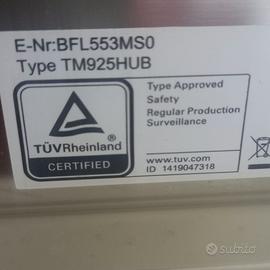 E-Nr:BFL553MS0
Type TM925HUB
TÜVRheinland
CERTIFIED
Type Approved
Safety
Regular Production
Surveillance
www.tuv.com
ID 1419047318
subito